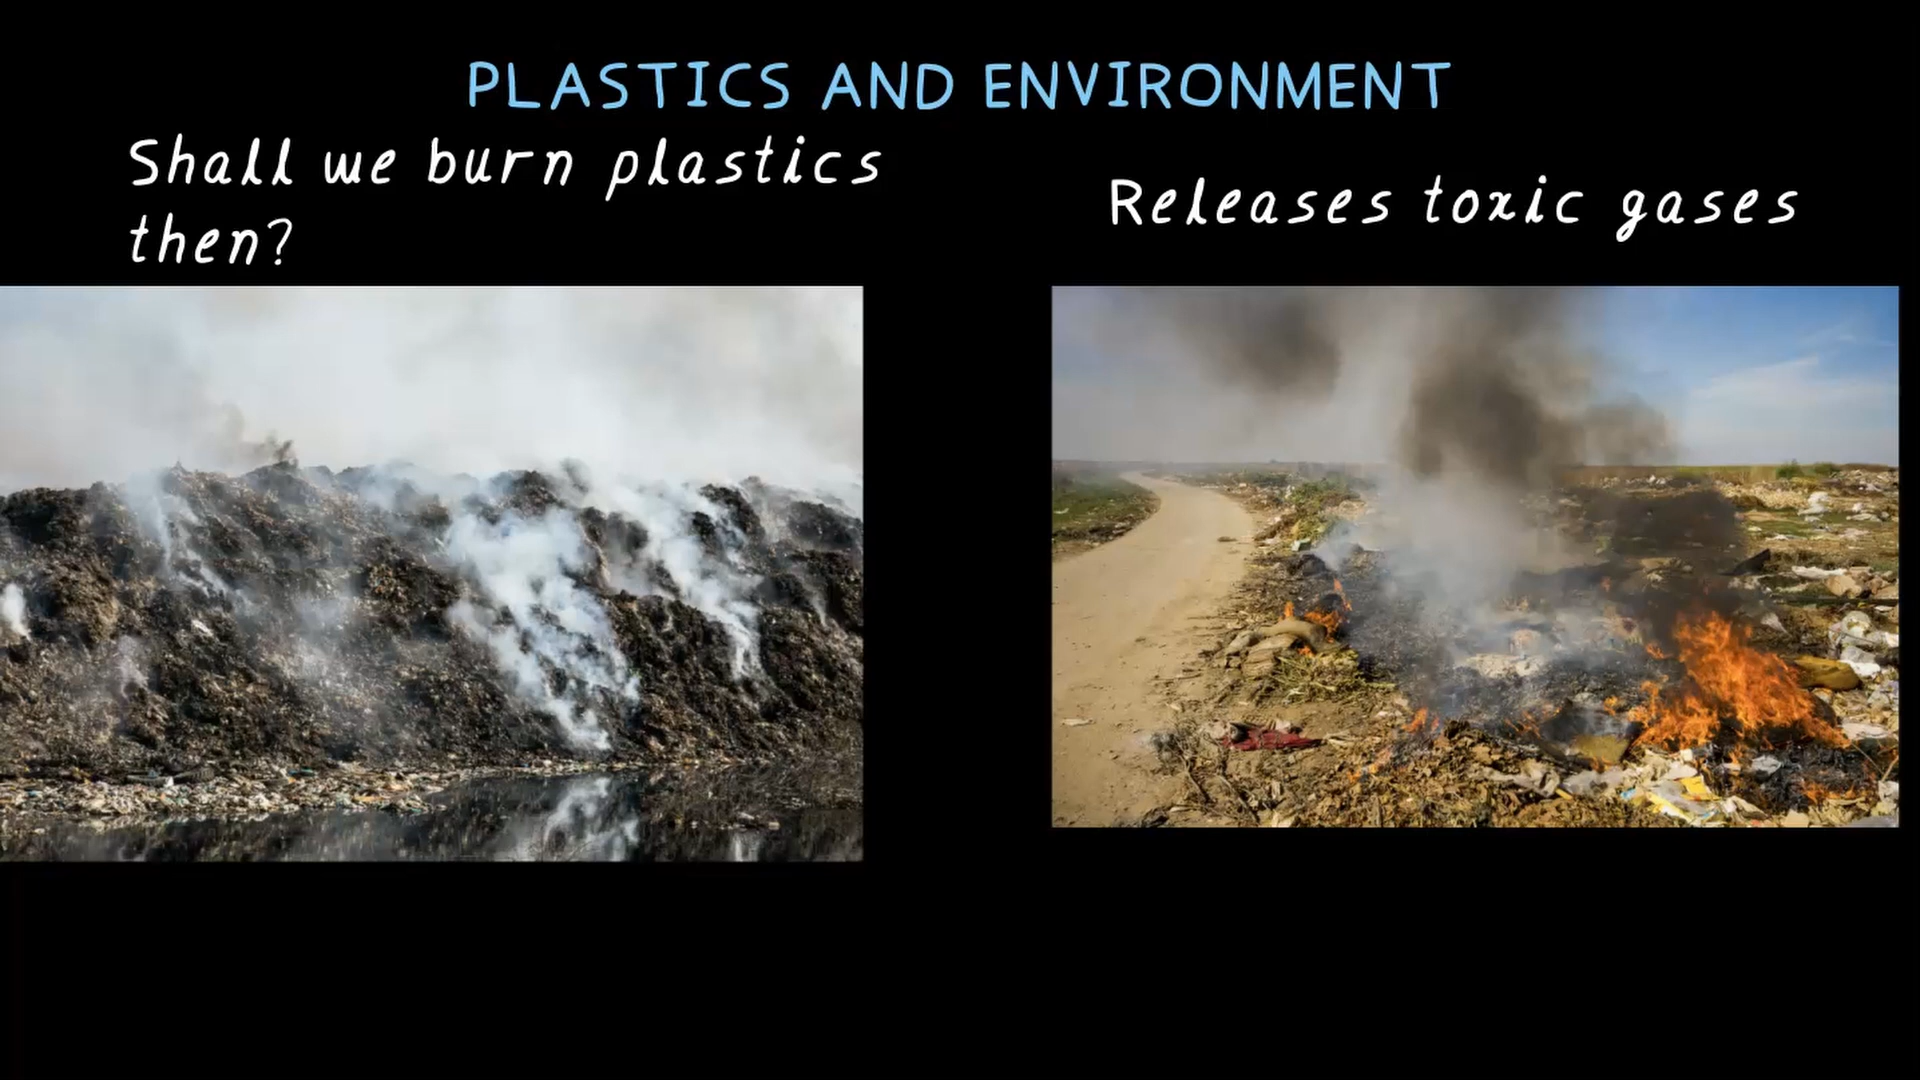 PLASTICS AND ENVIRONMENT
Shall we burn plastics
then?
Releases toxic gases